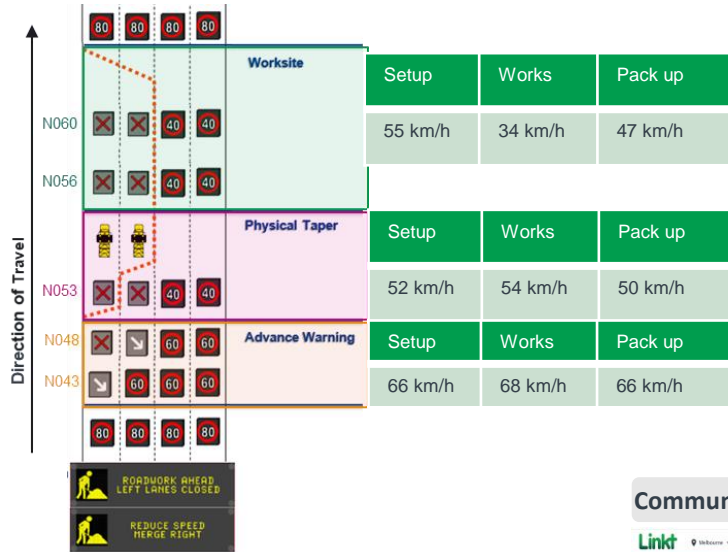 80 80 80 80
Worksite
Setup Works Pack up
N060 40 40
55 km/h 34 km/h 47 km/h
N056 40 40
Physical Taper
Setup Works Pack up
N053 40 40
52 km/h 54 km/h 50 km/h
N048 60 60
Advance Warning
Setup Works Pack up
N043 60 60 60
66 km/h 68 km/h 66 km/h
80 80 80 80
Direction of Travel
ROADWORK AHEAD
LEFT LANES CLOSED
REDUCE SPEED
MERGE RIGHT
Commun
Linkt Melbourne